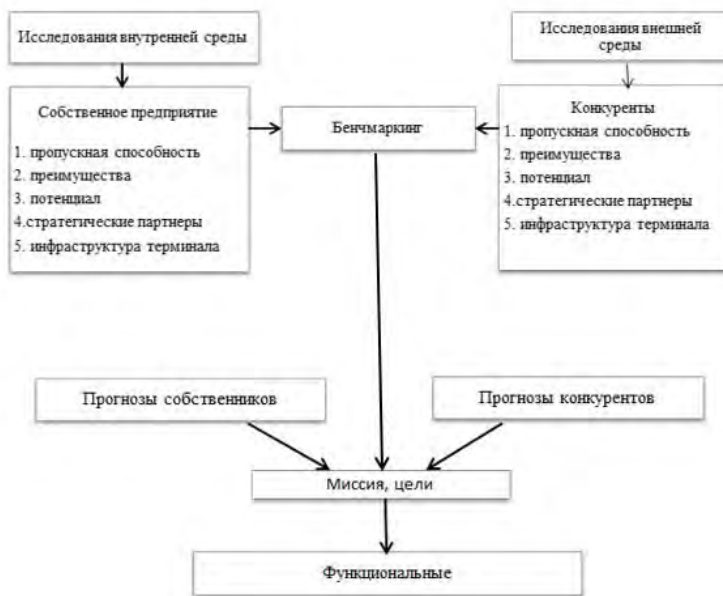 Исследования внутренней среды
Исследования внешней
среды
Собственное предприятие
1. пропускная способность
2. преимущества
3. потенциал
4.стратегические партнеры
5. инфраструктура терминала
Бенчмаркинг
Конкуренты
1. пропускная способность
2. преимущества
3. потенциал
4.стратегические партнеры
5. инфраструктура терминала
Прогнозы собственников
Прогнозы конкурентов
Миссия, цели
Функциональные